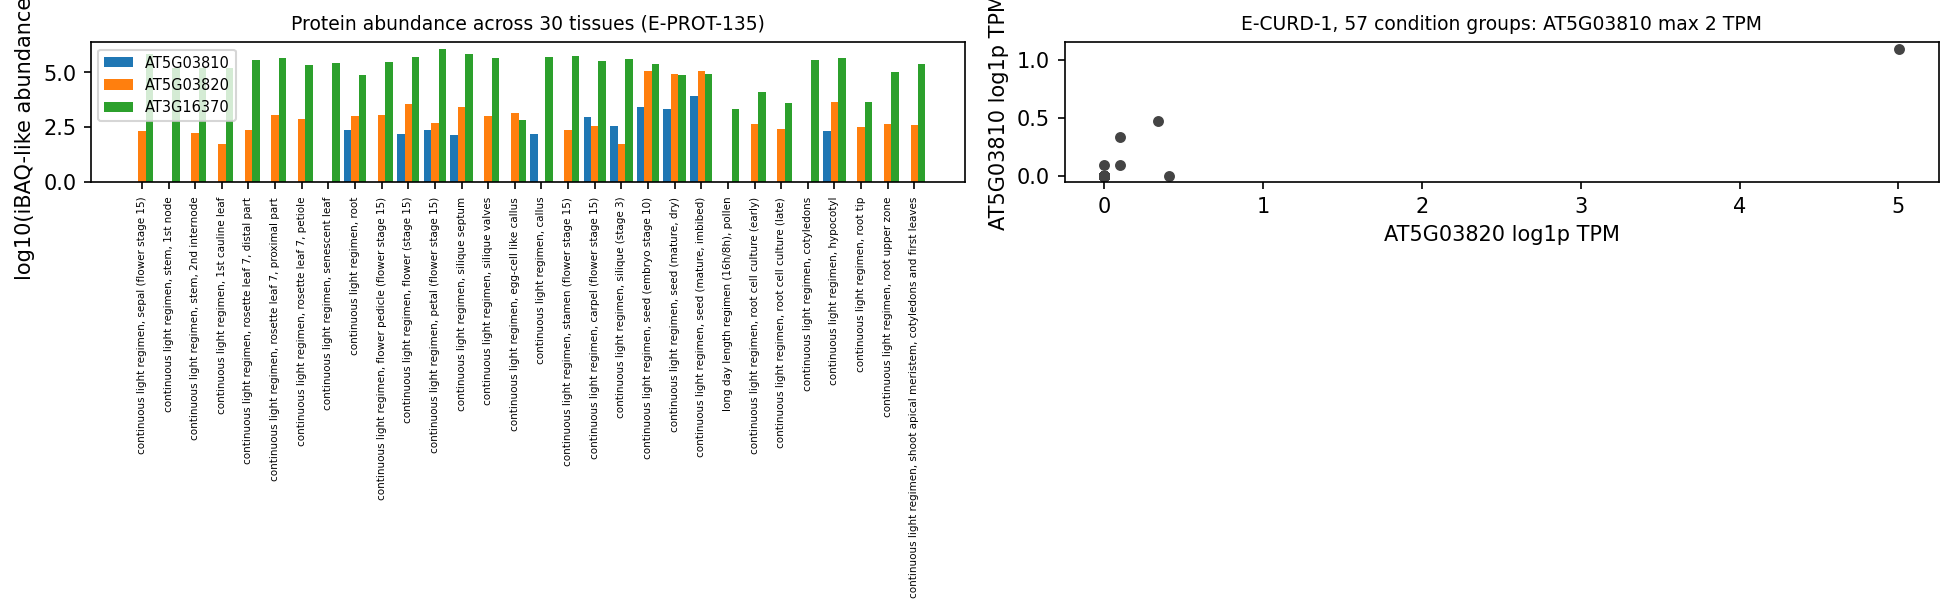 Protein abundance across 30 tissues (E-PROT-135)
log10(iBAQ-like abundance
5.0
2.5
0.0
AT5G03810
AT5G03820
AT3G16370
continuous light regimen, sepal (flower stage 15)
continuous light regimen, stem, 1st node
continuous light regimen, stem, 2nd internode
continuous light regimen, 1st cauline leaf
continuous light regimen, rosette leaf 7, distal part
continuous light regimen, rosette leaf 7, proximal part
continuous light regimen, rosette leaf 7, petiole
continuous light regimen, senescent leaf
continuous light regimen, root
continuous light regimen, flower pedicle (flower stage 15)
continuous light regimen, flower (stage 15)
continuous light regimen, petal (flower stage 15)
continuous light regimen, silique septum
continuous light regimen, silique valves
continuous light regimen, egg-cell like callus
continuous light regimen, callus
continuous light regimen, stamen (flower stage 15)
continuous light regimen, carpel (flower stage 15)
continuous light regimen, silique (stage 3)
continuous light regimen, seed (embryo stage 10)
continuous light regimen, seed (mature, dry)
continuous light regimen, seed (mature, imbibed)
long day length regimen (16h/8h), pollen
continuous light regimen, root cell culture (early)
continuous light regimen, root cell culture (late)
continuous light regimen, cotyledons
continuous light regimen, hypocotyl
continuous light regimen, root tip
continuous light regimen, root upper zone
continuous light regimen, shoot apical meristem, cotyledons and first leaves
E-CURD-1, 57 condition groups: AT5G03810 max 2 TPM
AT5G03810 log1p TPM
1.0
0.5
0.0
0
1
2
3
4
5
AT5G03820 log1p TPM